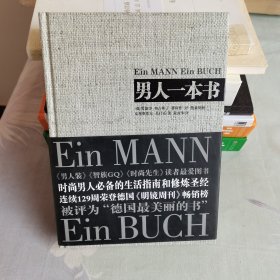 Ein MANN Ein BUCH
男人一本书
Ein MANN
《男人装》《智族GQ》《时尚先生》读者最爱图书
时尚男人必备的生活指南和修炼圣经
连续129周荣登德国《明镜周刊》畅销榜
被评为“德国最美丽的书”
Ein BUCH